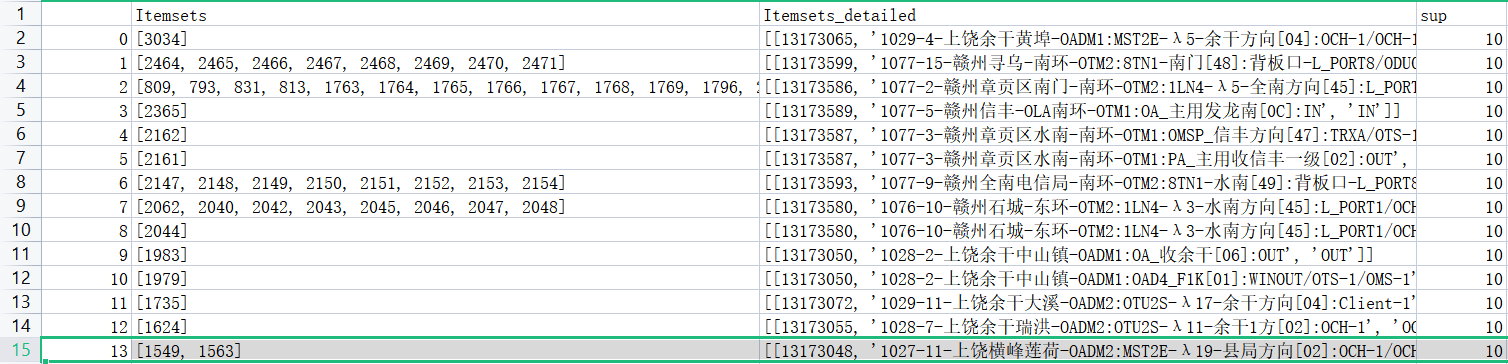 1 Itemsets Itemsets_detailed sup
2 0 [3034] [[13173065, '1029-4-上饶余干黄埠-OADM1:MST2E-λ5-余干方向[04]:OCH-1/OCH-1 10
3 1 [2464, 2465, 2466, 2467, 2468, 2469, 2470, 2471] [[13173599, '1077-15-赣州寻乌-南环-OTM2:8TN1-南门[48]:背板口-L_PORT8/ODU 10
4 2 [809, 793, 831, 813, 1763, 1764, 1765, 1766, 1767, 1768, 1769, 1796, [[13173586, '1077-2-赣州章贡区南门-南环-OTM2:1LN4-λ5-全南方向[45]:L_PORT 10
5 3 [2365] [[13173589, '1077-5-赣州信丰-OLA南环-OTM1:OA_主用发龙南[0C]:IN', 'IN']] 10
6 4 [2162] [[13173587, '1077-3-赣州章贡区水南-南环-OTM1:OMSP_信丰方向[47]:TRXA/OTS-1 10
7 5 [2161] [[13173587, '1077-3-赣州章贡区水南-南环-OTM1:PA_主用收信丰一级[02]:OUT', 10
8 6 [2147, 2148, 2149, 2150, 2151, 2152, 2153, 2154] [[13173593, '1077-9-赣州全南电信局-南环-OTM2:8TN1-水南[49]:背板口-L_PORT8 10
9 7 [2062, 2040, 2042, 2043, 2045, 2046, 2047, 2048] [[13173580, '1076-10-赣州石城-东环-OTM2:1LN4-λ3-水南方向[45]:L_PORT1/OCH 10
10 8 [2044] [[13173580, '1076-10-赣州石城-东环-OTM2:1LN4-λ3-水南方向[45]:L_PORT1/OCH 10
11 9 [1983] [[13173050, '1028-2-上饶余干中山镇-OADM1:OA_收余干[06]:OUT', 'OUT']] 10
12 10 [1979] [[13173050, '1028-2-上饶余干中山镇-OADM1:OAD4_F1K[01]:WINOUT/OTS-1/OMS-1' 10
13 11 [1735] [[13173072, '1029-11-上饶余干大溪-OADM2:OTU2S-λ17-余干方向[04]:Client-1' 10
14 12 [1624] [[13173055, '1028-7-上饶余干瑞洪-OADM2:OTU2S-λ11-余干1方[02]:OCH-1', 'OC 10
15 13 [1549, 1563] [[13173048, '1027-11-上饶横峰莲荷-OADM2:MST2E-λ19-县局方向[02]:OCH-1/OCH 10